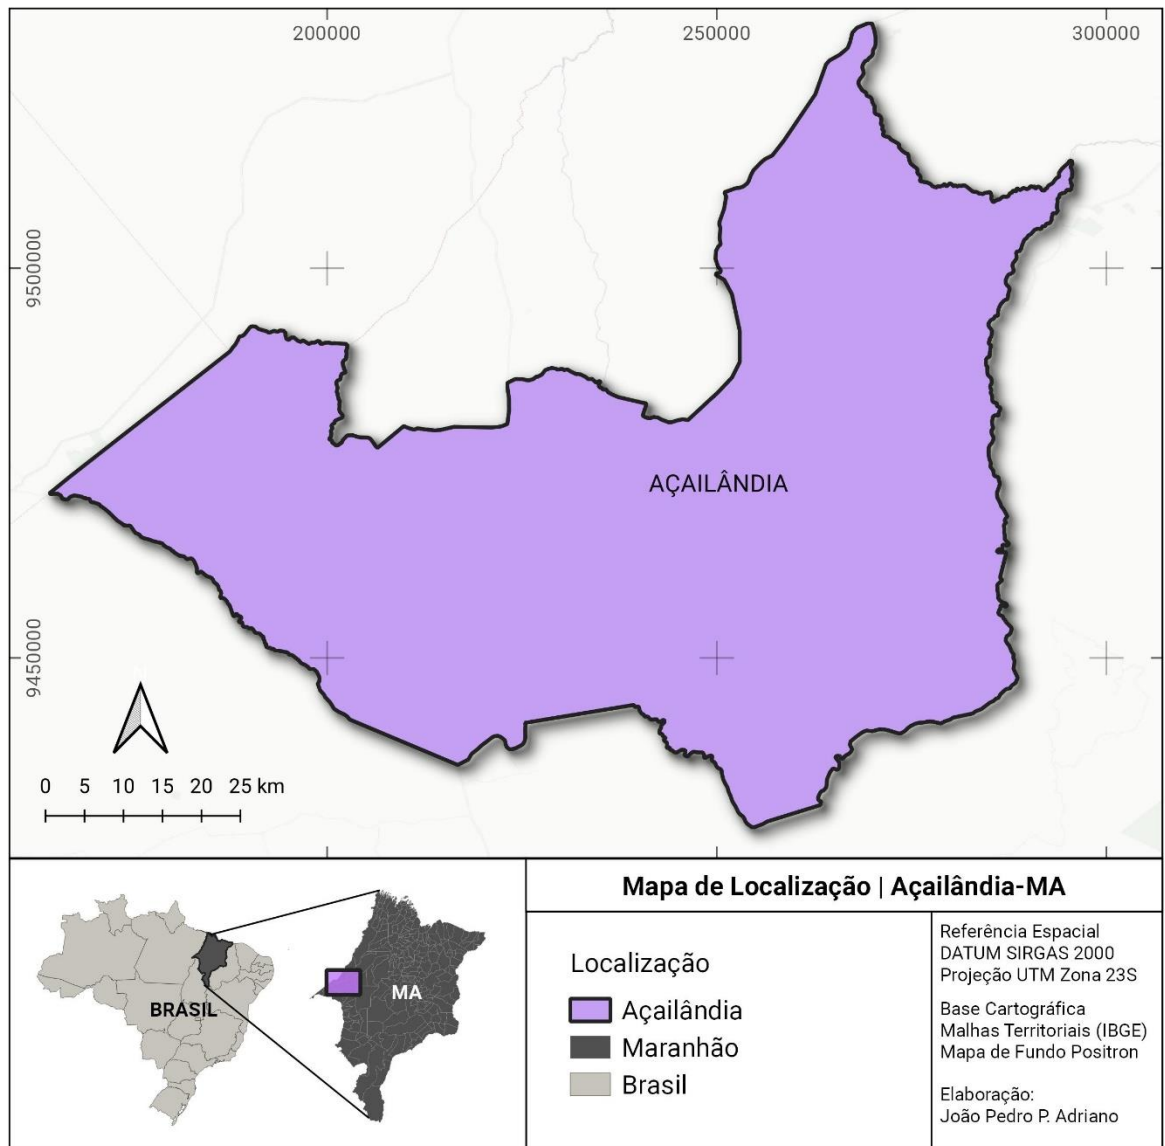 200000
250000
300000
9500000
AÇAILÂNDIA
9450000
0 5 10 15 20 25 km
Mapa de Localização | Açailândia-MA
BRASIL
MA
Localização
Açailândia
Maranhão
Brasil
Referência Espacial
DATUM SIRGAS 2000
Projeção UTM Zona 23S
Base Cartográfica
Malhas Territoriais (IBGE)
Mapa de Fundo Positron
Elaboração:
João Pedro P. Adriano